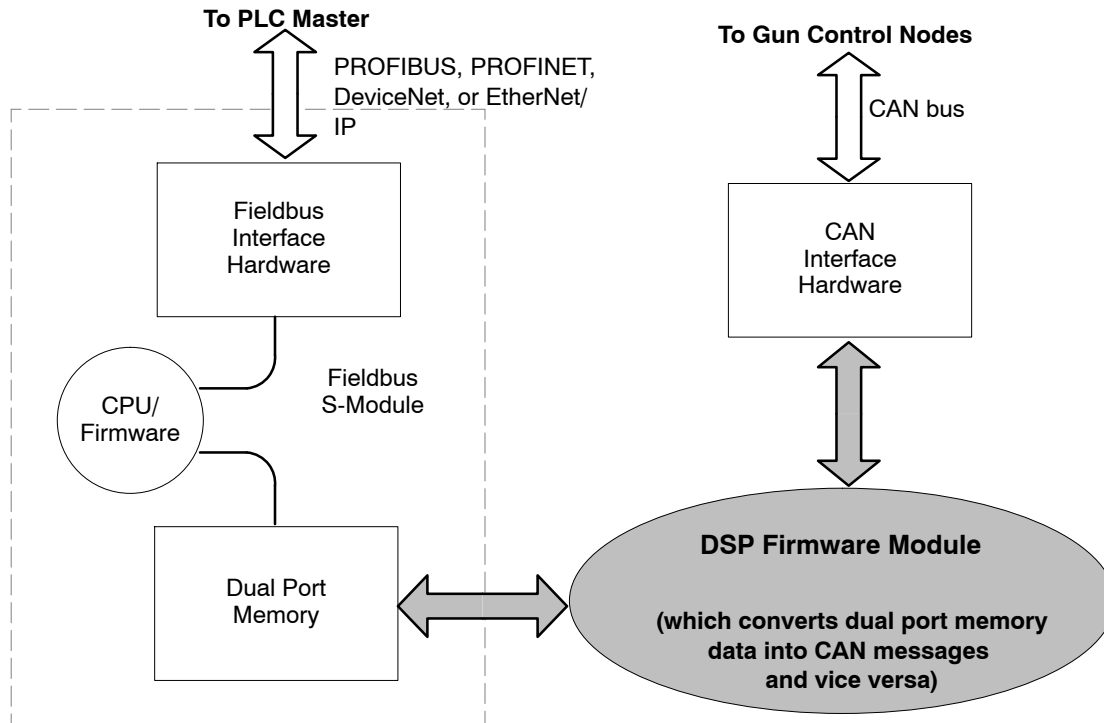 To PLC Master
PROFIBUS, PROFINET,
DeviceNet, or EtherNet/
IP
Fieldbus
Interface
Hardware
CPU/
Firmware
Fieldbus
S-Module
Dual Port
Memory
To Gun Control Nodes
CAN bus
CAN
Interface
Hardware
DSP Firmware Module
(which converts dual port memory
data into CAN messages
and vice versa)